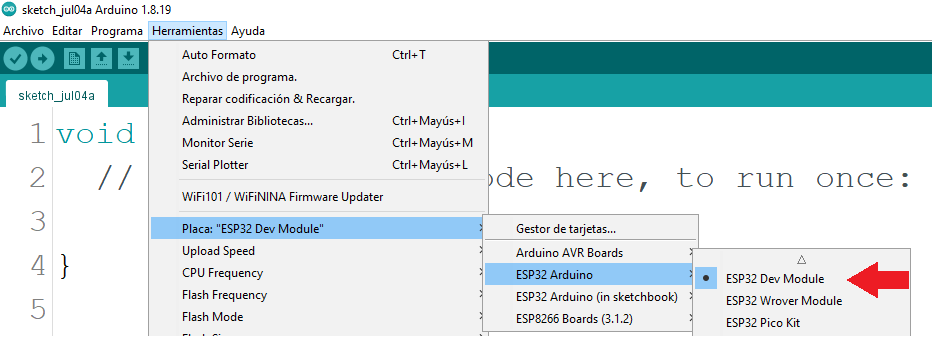 sketch_jul04a Arduino 1.8.19
Archivo Editar Programa Herramientas Ayuda
sketch_jul04a
1 void
2 // ode here, to run once:
3
4 }
5
Auto Formato Ctrl+T
Archivo de programa.
Reparar codificación & Recargar.
Administrar Bibliotecas... Ctrl+Mayús+I
Monitor Serie Ctrl+Mayús+M
Serial Plotter Ctrl+Mayús+L
WiFi101 / WiFiNINA Firmware Updater
Placa: "ESP32 Dev Module"
Upload Speed
CPU Frequency
Flash Frequency
Flash Mode
Gestor de tarjetas...
Arduino AVR Boards
ESP32 Arduino
ESP32 Arduino (in sketchbook)
ESP8266 Boards (3.1.2)
ESP32 Dev Module
ESP32 Wrover Module
ESP32 Pico Kit